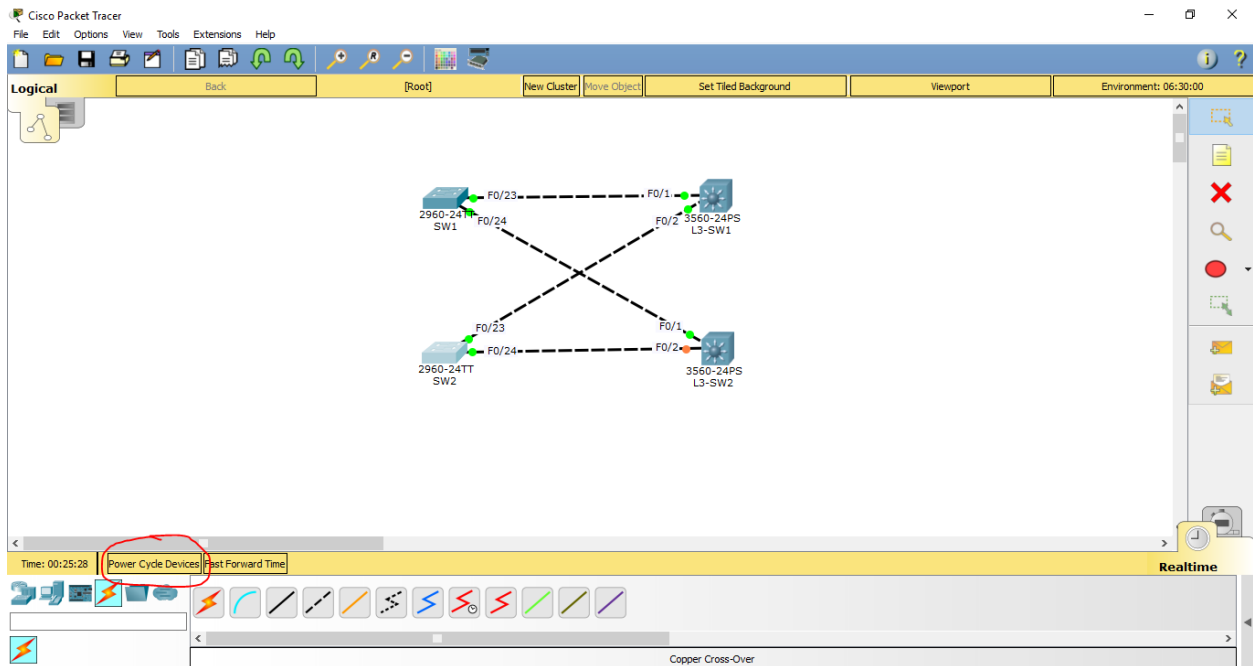 Cisco Packet Tracer
File Edit Options View Tools Extensions Help
Logical Back [Root] New Cluster Move Object Set Tiled Background Viewport Environment: 06:30:00
F0/23 F0/1
2960-24TT F0/24 F0/2 3560-24PS
SW1 L3-SW1
F0/23 F0/1
F0/24 F0/2
2960-24TT 3560-24PS
SW2 L3-SW2
Time: 00:25:28 Power Cycle Devices Fast Forward Time Realtime
Copper Cross-Over